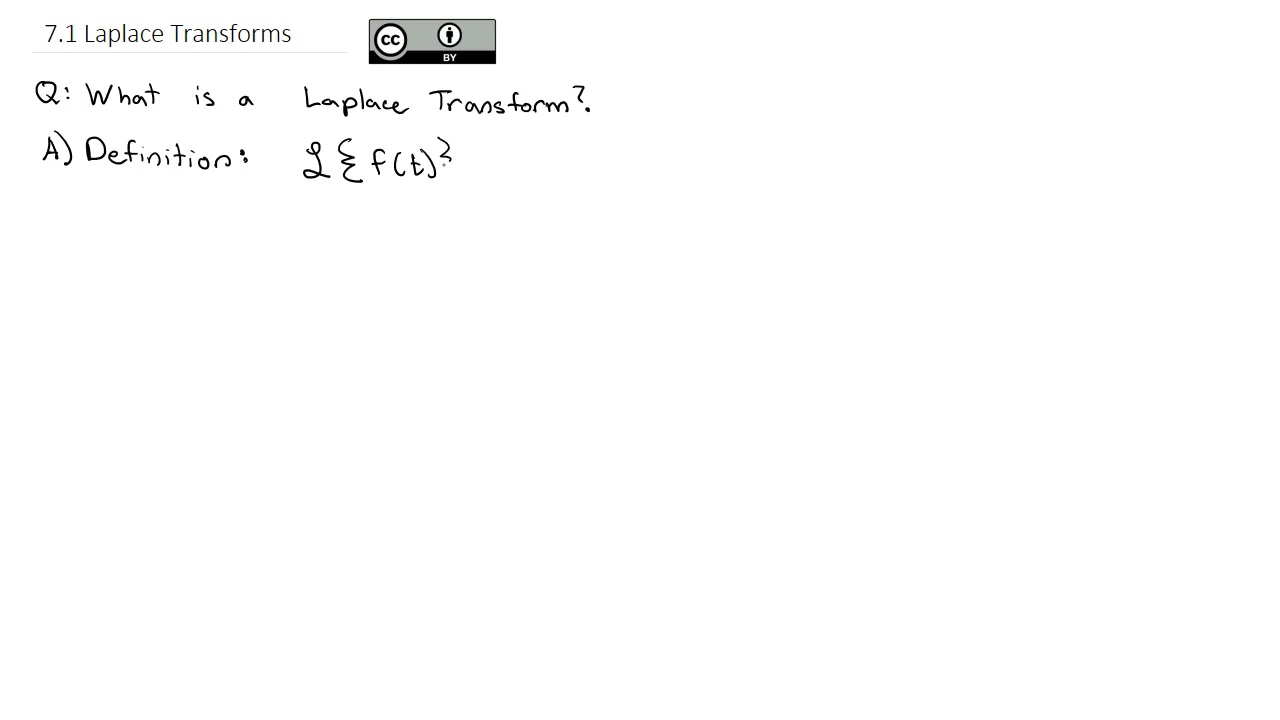 7.1 Laplace Transforms
CC BY
Q: What is a Laplace Transform?
A) Definition: ℒ{f(t)}